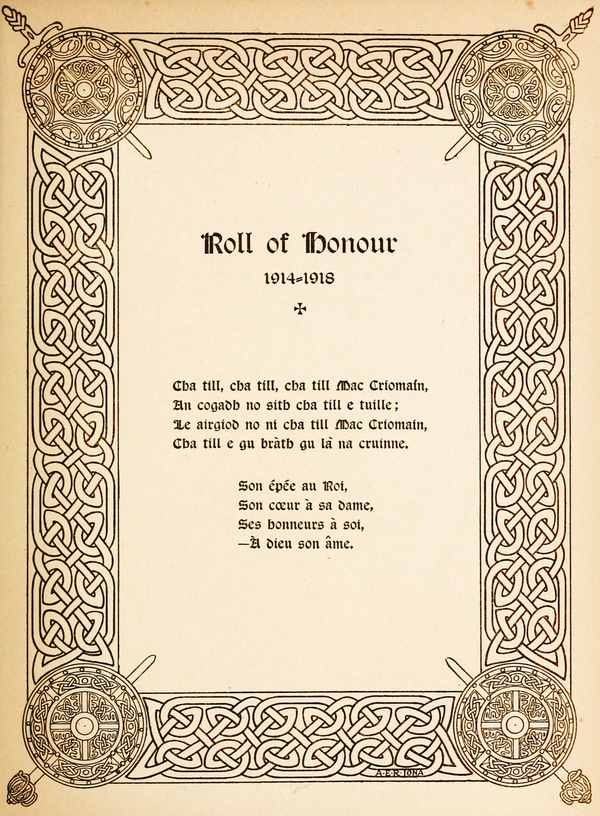 Roll of Honour
1914=1918
Cha till, cha till, cha till Mac Criomain,
An cogadh no sith cha till e tuille;
Le airgiod no ni cha till Mac Criomain,
Cha till e gu bràth gu là na cruinne.
Son épée au Roi,
Son cœur à sa dame,
Ses honneurs à soi,
—À dieu son âme.
A·E·R·IONA